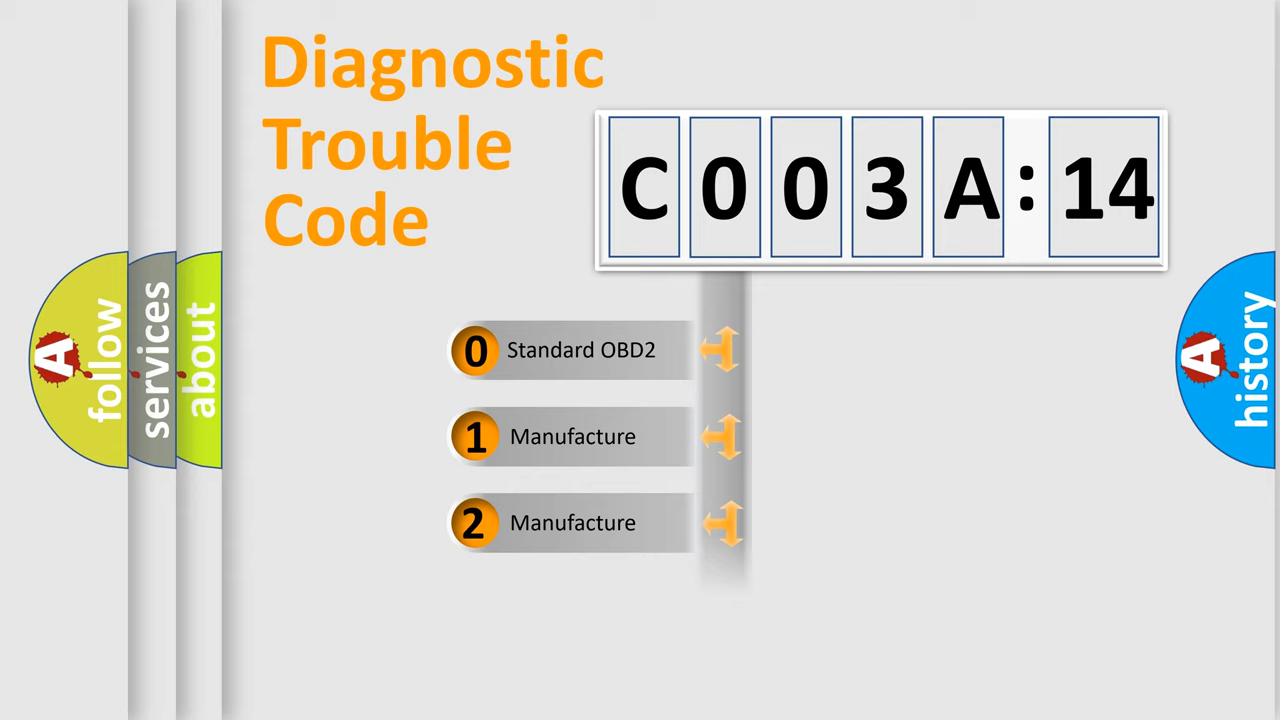 Diagnostic
Trouble
Code
C003A:14
0 Standard OBD2
1 Manufacture
2 Manufacture
A follow
services
about
A history